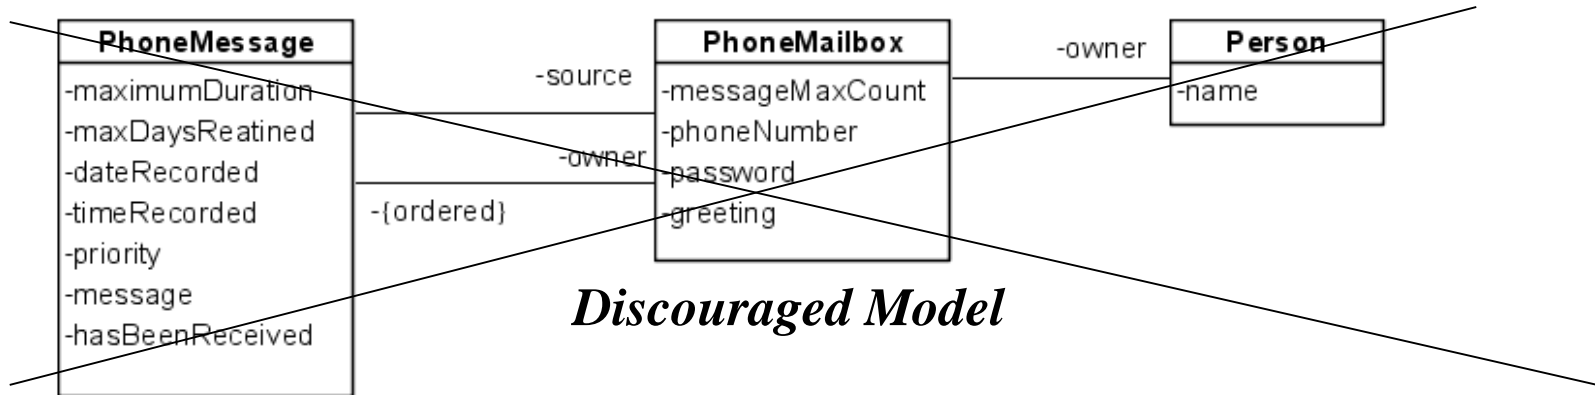 PhoneMessage
-maximumDuration
-maxDaysReatined
-dateRecorded
-timeRecorded
-priority
-message
-hasBeenReceived
-source
-owner
-{ordered}
PhoneMailbox
-messageMaxCount
-phoneNumber
-password
-greeting
-owner
Person
-name
Discouraged Model